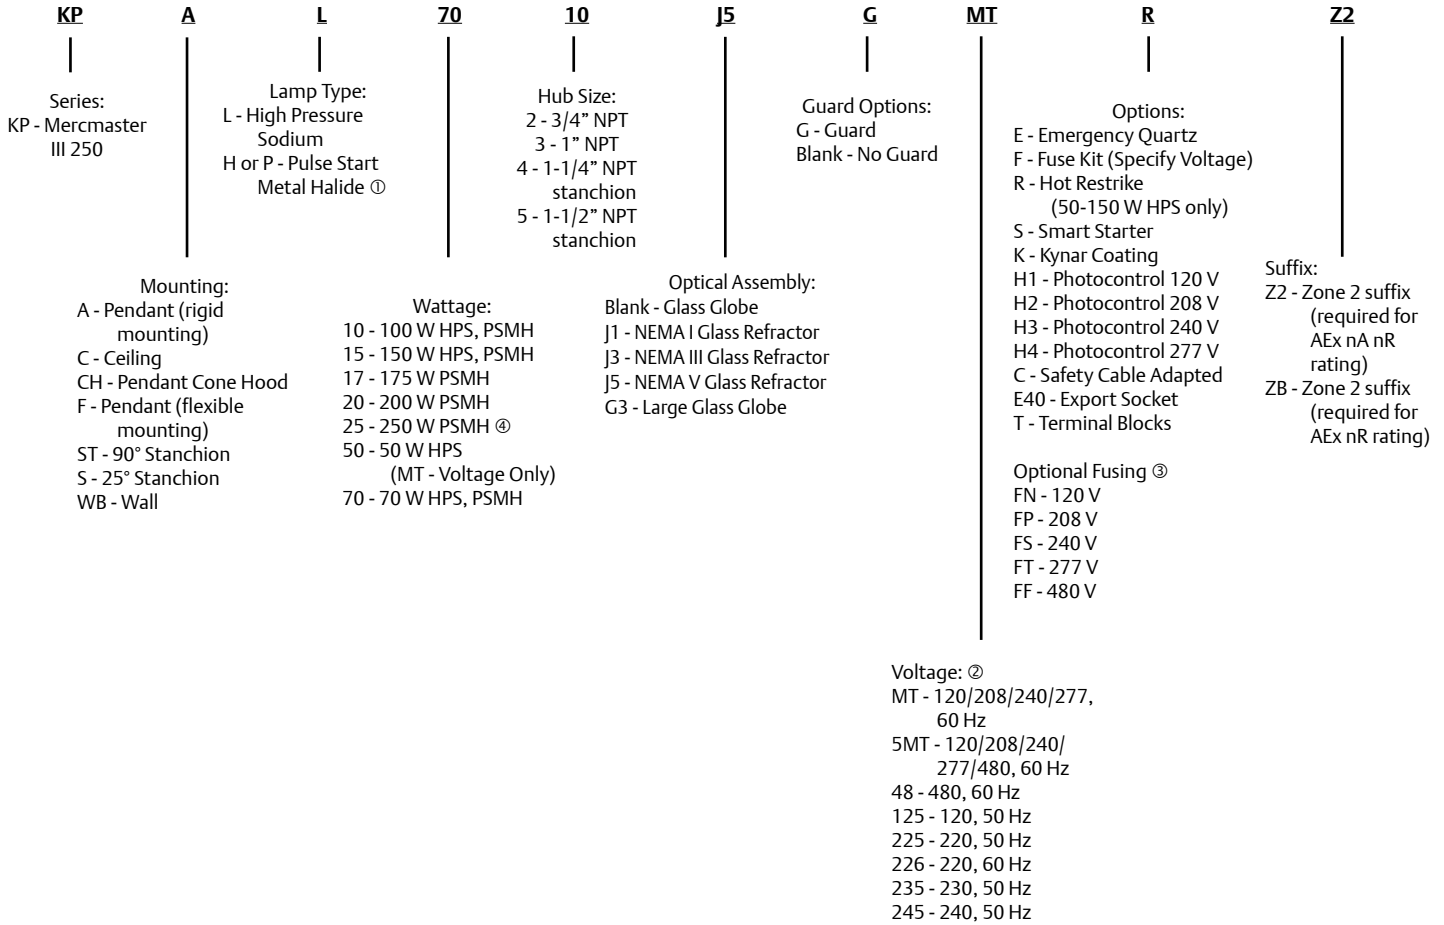 KP A L 70 10 J5 G MT R Z2
Series:
KP - Mercmaster
III 250
Mounting:
A - Pendant (rigid
mounting)
C - Ceiling
CH - Pendant Cone Hood
F - Pendant (flexible
mounting)
ST - 90° Stanchion
S - 25° Stanchion
WB - Wall
Lamp Type:
L - High Pressure
Sodium
H or P - Pulse Start
Metal Halide ①
Wattage:
10 - 100 W HPS, PSMH
15 - 150 W HPS, PSMH
17 - 175 W PSMH
20 - 200 W PSMH
25 - 250 W PSMH ④
50 - 50 W HPS
(MT - Voltage Only)
70 - 70 W HPS, PSMH
Hub Size:
2 - 3/4” NPT
3 - 1” NPT
4 - 1-1/4” NPT
stanchion
5 - 1-1/2” NPT
stanchion
Optical Assembly:
Blank - Glass Globe
J1 - NEMA I Glass Refractor
J3 - NEMA III Glass Refractor
J5 - NEMA V Glass Refractor
G3 - Large Glass Globe
Guard Options:
G - Guard
Blank - No Guard
Voltage: ②
MT - 120/208/240/277,
60 Hz
5MT - 120/208/240/
277/480, 60 Hz
48 - 480, 60 Hz
125 - 120, 50 Hz
225 - 220, 50 Hz
226 - 220, 60 Hz
235 - 230, 50 Hz
245 - 240, 50 Hz
Options:
E - Emergency Quartz
F - Fuse Kit (Specify Voltage)
R - Hot Restrike
(50-150 W HPS only)
S - Smart Starter
K - Kynar Coating
H1 - Photocontrol 120 V
H2 - Photocontrol 208 V
H3 - Photocontrol 240 V
H4 - Photocontrol 277 V
C - Safety Cable Adapted
E40 - Export Socket
T - Terminal Blocks
Optional Fusing ③
FN - 120 V
FP - 208 V
FS - 240 V
FT - 277 V
FF - 480 V
Suffix:
Z2 - Zone 2 suffix
(required for
AEx nA nR
rating)
ZB - Zone 2 suffix
(required for
AEx nR rating)